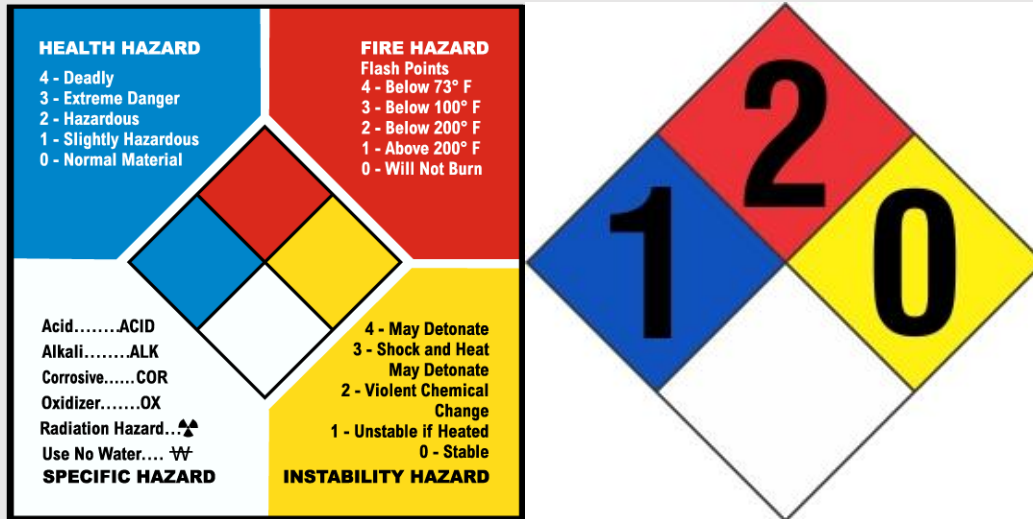 HEALTH HAZARD
4 - Deadly
3 - Extreme Danger
2 - Hazardous
1 - Slightly Hazardous
0 - Normal Material
FIRE HAZARD
Flash Points
4 - Below 73° F
3 - Below 100° F
2 - Below 200° F
1 - Above 200° F
0 - Will Not Burn
Acid........ACID
Alkali........ALK
Corrosive......COR
Oxidizer.......OX
Radiation Hazard...☢
Use No Water.... W̶
SPECIFIC HAZARD
4 - May Detonate
3 - Shock and Heat
May Detonate
2 - Violent Chemical
Change
1 - Unstable if Heated
0 - Stable
INSTABILITY HAZARD
2
1
0